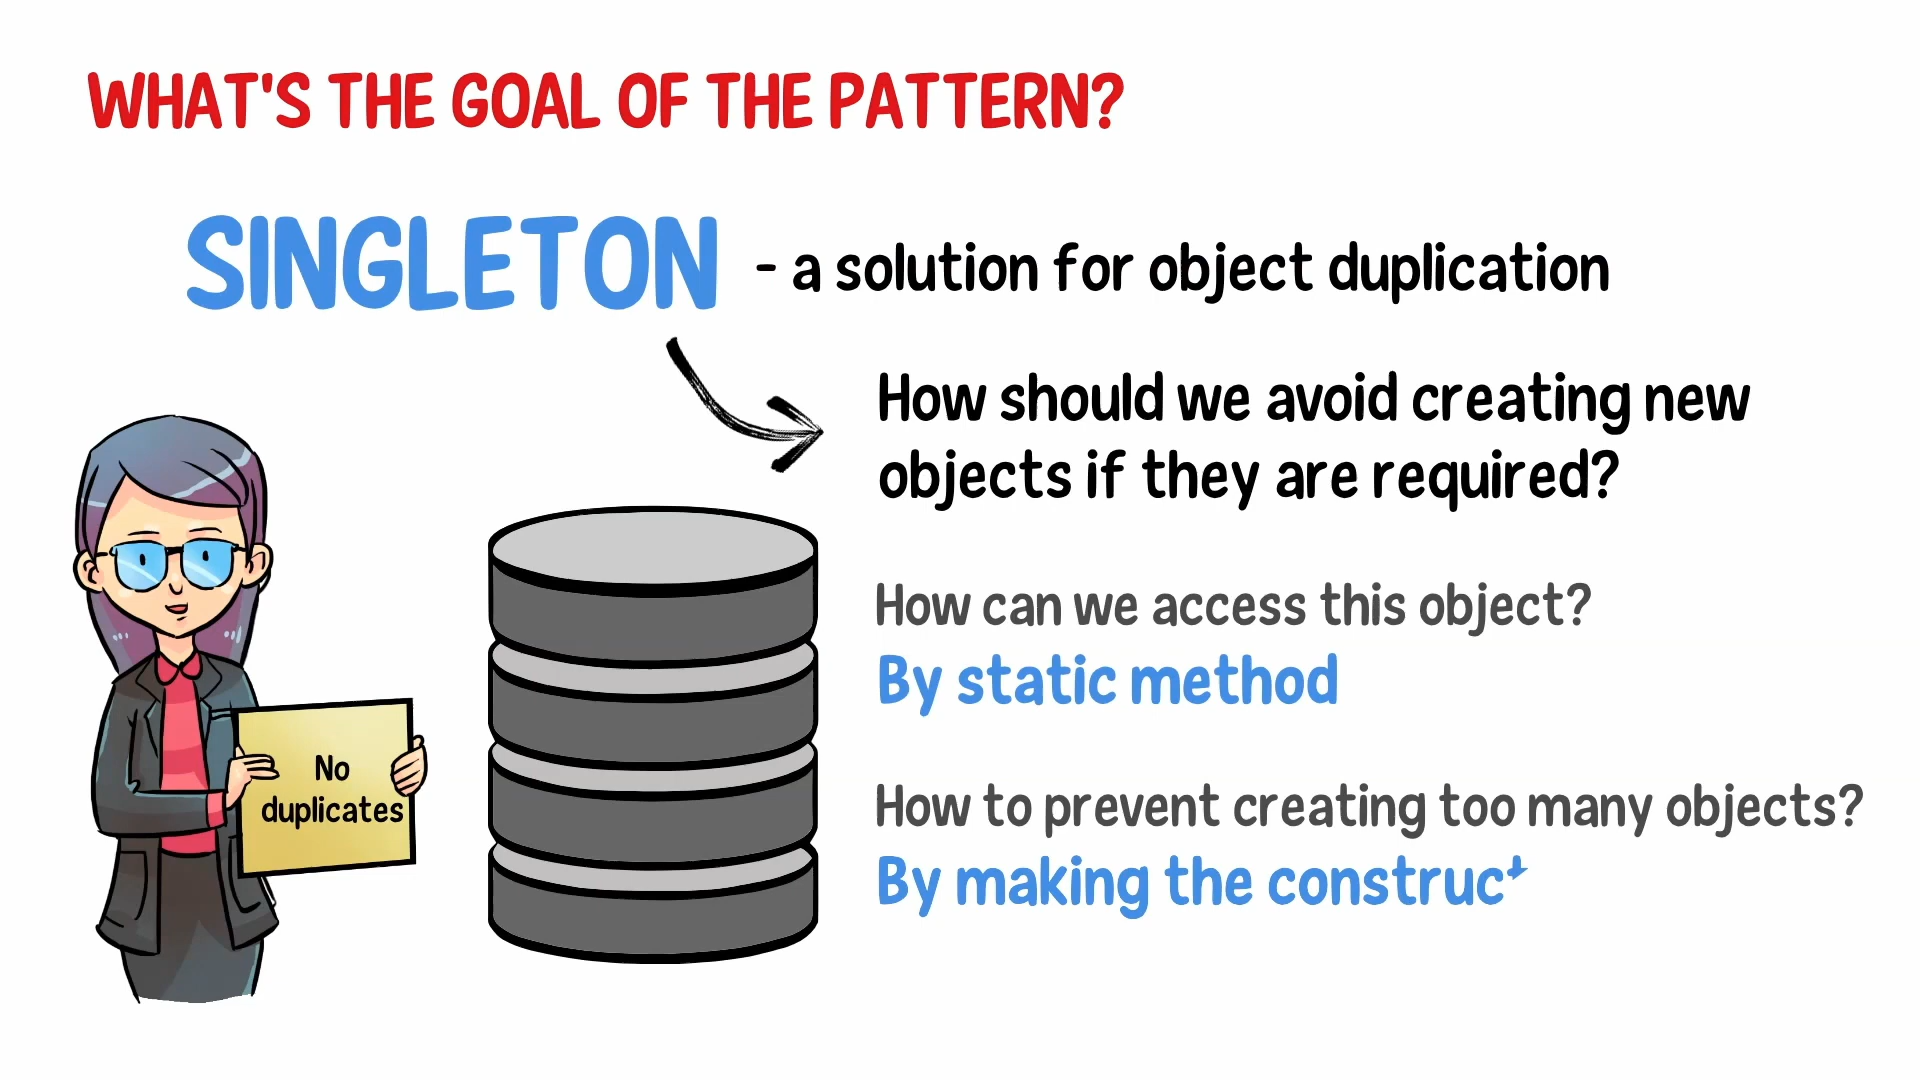 WHAT'S THE GOAL OF THE PATTERN?
SINGLETON - a solution for object duplication
How should we avoid creating new
objects if they are required?
How can we access this object?
By static method
No
duplicates
How to prevent creating too many objects?
By making the construc